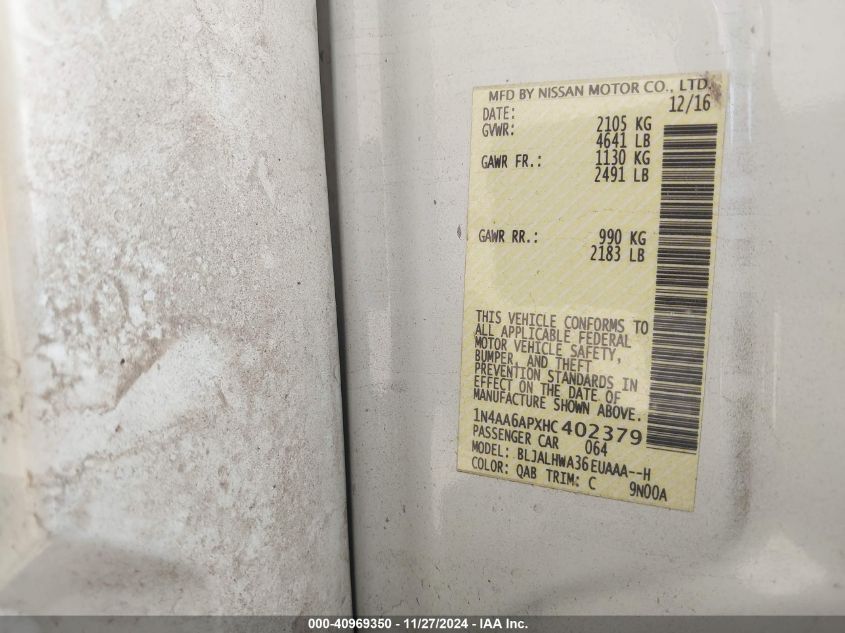 MFD BY NISSAN MOTOR CO., LTD.
DATE: 12/16
GVWR: 2105 KG
4641 LB
GAWR FR.: 1130 KG
2491 LB
GAWR RR.: 990 KG
2183 LB
THIS VEHICLE CONFORMS TO
ALL APPLICABLE FEDERAL
MOTOR VEHICLE SAFETY,
BUMPER, AND THEFT
PREVENTION STANDARDS IN
EFFECT ON THE DATE OF
MANUFACTURE SHOWN ABOVE.
1N4AA6APXHC402379
PASSENGER CAR 064
MODEL: BLJALHWA36EUAAA--H
COLOR: QAB TRIM: C 9N00A
000-40969350 - 11/27/2024 - IAA Inc.